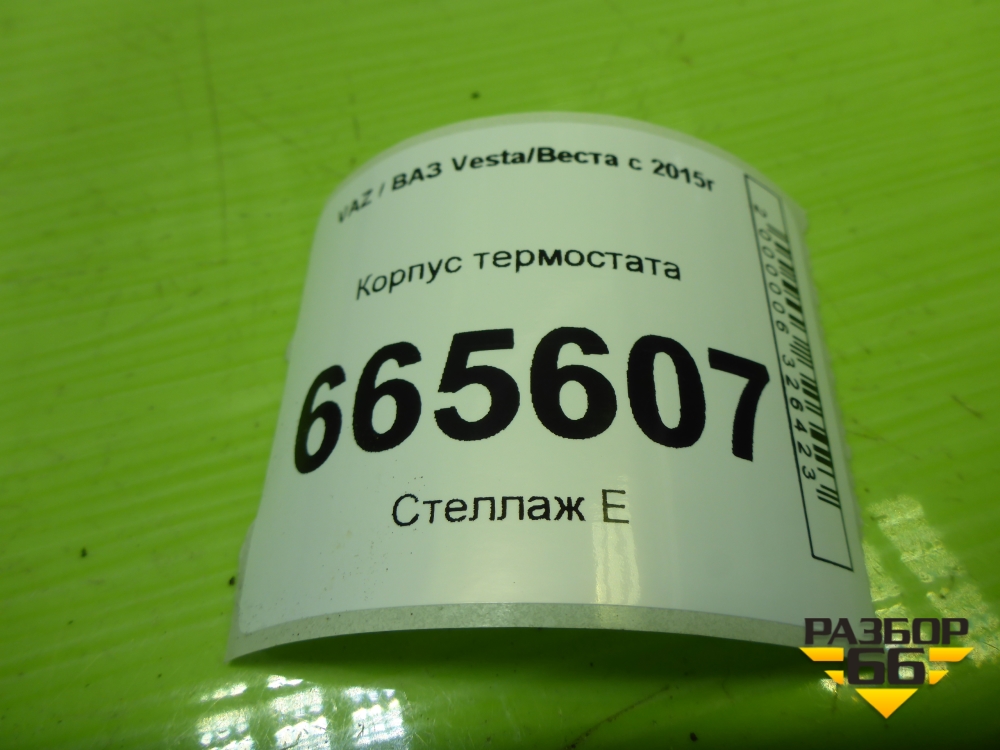 VAZ / ВАЗ Vesta/Веста с 2015г
Корпус термостата
665607
Стеллаж Е
2000006326423
РАЗБОР
66